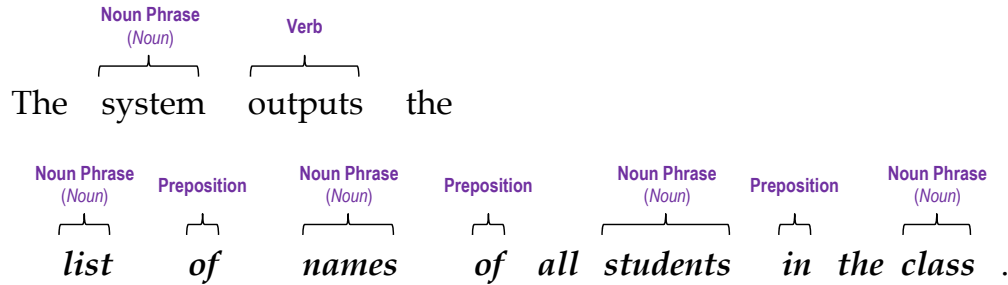 Noun Phrase Verb
(Noun)
The system outputs the
Noun Phrase Preposition Noun Phrase Preposition Noun Phrase Preposition Noun Phrase
(Noun) (Noun) (Noun) (Noun)
list of names of all students in the class .